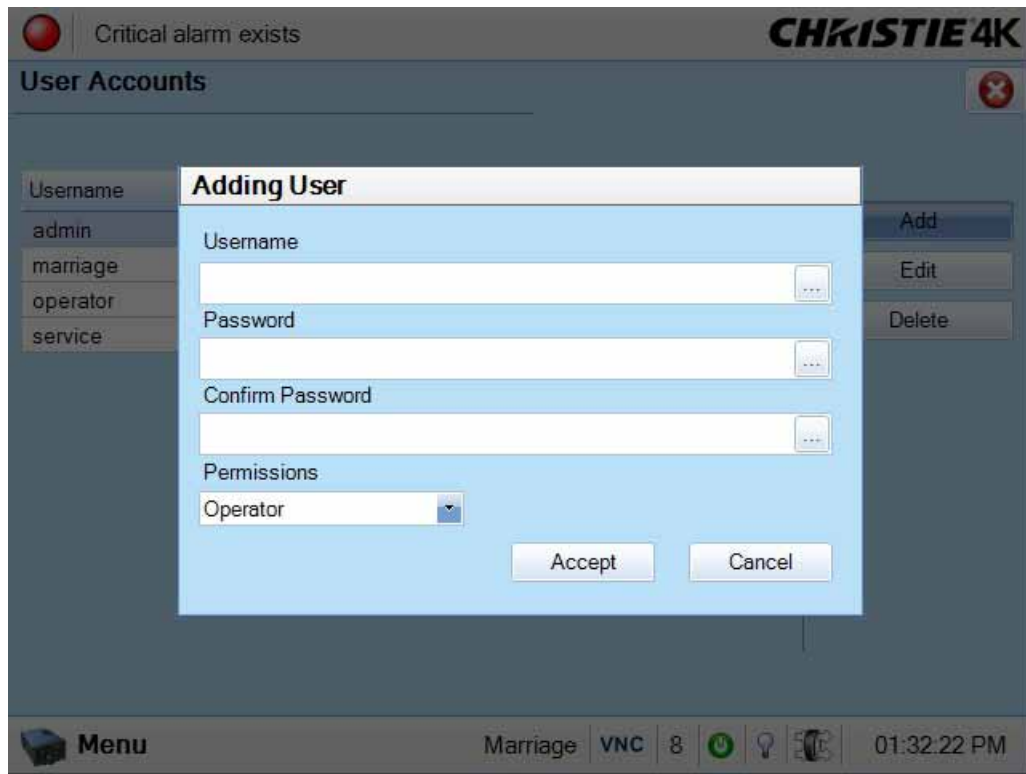 Critical alarm exists
CHRISTIE 4K
User Accounts
Username
admin
marriage
operator
service
Add
Edit
Delete
Adding User
Username
...
Password
...
Confirm Password
...
Permissions
Operator
Accept
Cancel
Menu
Marriage
VNC
8
01:32:22 PM